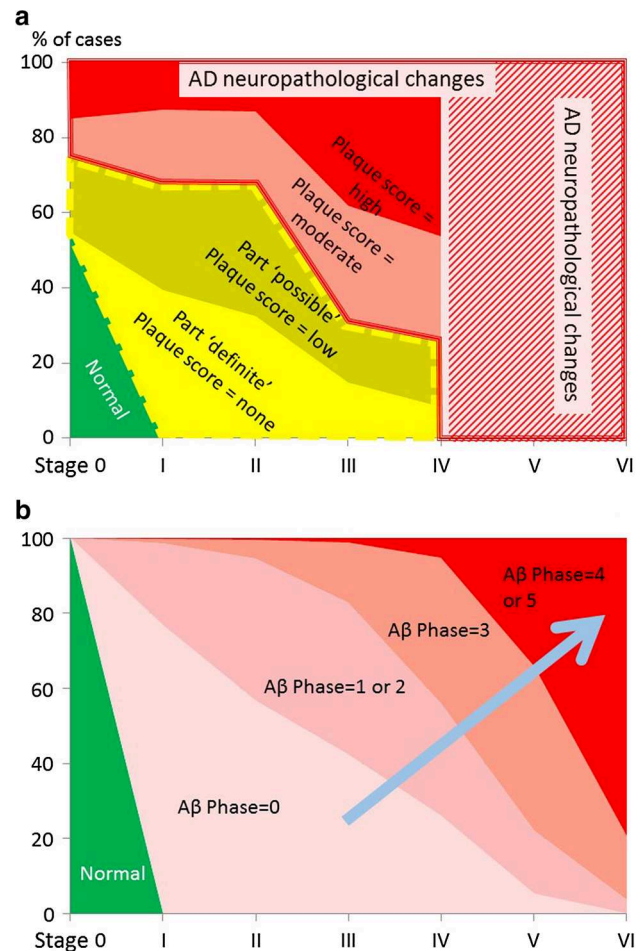 a
% of cases
100
80
60
40
20
0
AD neuropathological changes
AD neuropathological changes
Plaque score =
high
Plaque score =
moderate
Part ‘possible’
Plaque score = low
Part ‘definite’
Plaque score = none
Normal
Stage 0 I II III IV V VI
b
100
80
60
40
20
0
Aβ Phase=4
or 5
Aβ Phase=3
Aβ Phase=1 or 2
Aβ Phase=0
Normal
Stage 0 I II III IV V VI